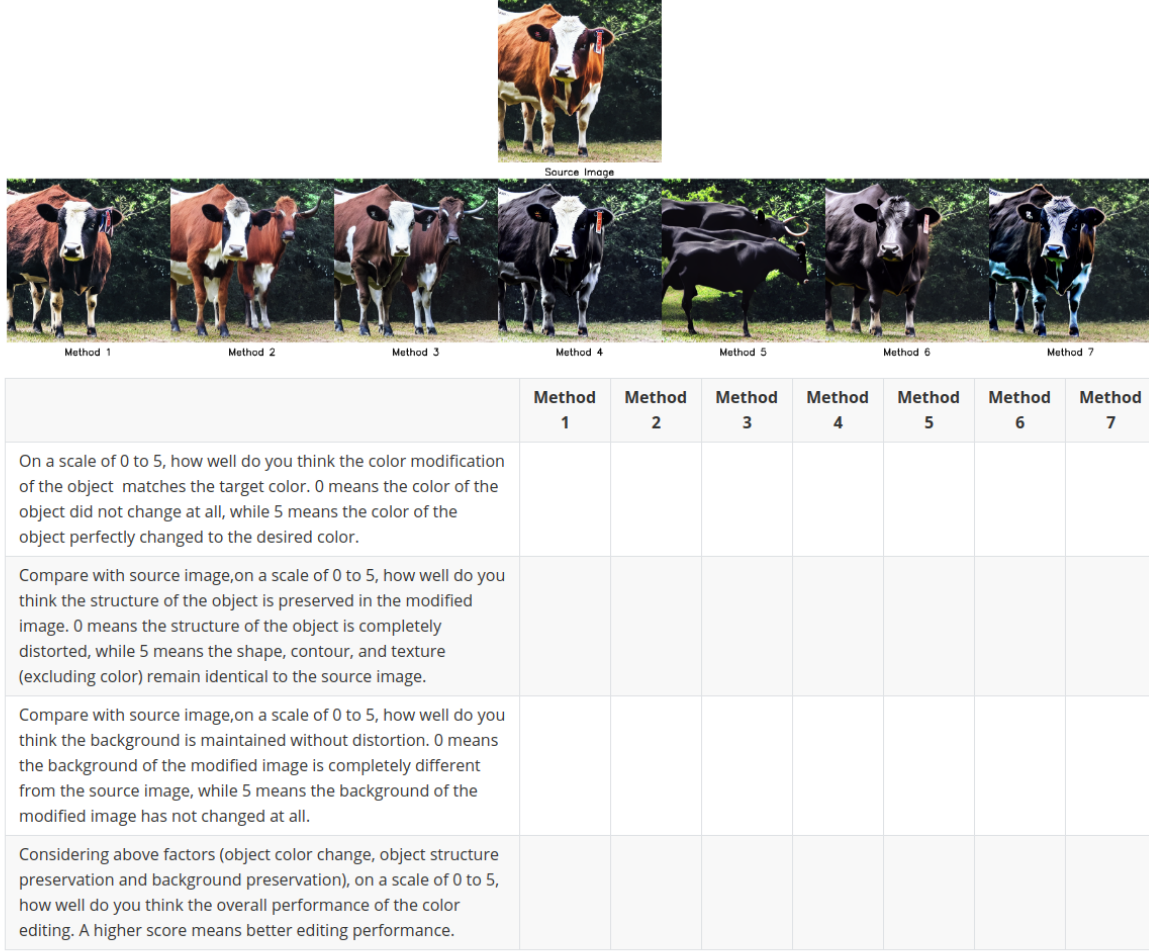 Source Image
Method 1 Method 2 Method 3 Method 4 Method 5 Method 6 Method 7
Method 1 Method 2 Method 3 Method 4 Method 5 Method 6 Method 7
On a scale of 0 to 5, how well do you think the color modification
of the object  matches the target color. 0 means the color of the
object did not change at all, while 5 means the color of the
object perfectly changed to the desired color.
Compare with source image,on a scale of 0 to 5, how well do you
think the structure of the object is preserved in the modified
image. 0 means the structure of the object is completely
distorted, while 5 means the shape, contour, and texture
(excluding color) remain identical to the source image.
Compare with source image,on a scale of 0 to 5, how well do you
think the background is maintained without distortion. 0 means
the background of the modified image is completely different
from the source image, while 5 means the background of the
modified image has not changed at all.
Considering above factors (object color change, object structure
preservation and background preservation), on a scale of 0 to 5,
how well do you think the overall performance of the color
editing. A higher score means better editing performance.